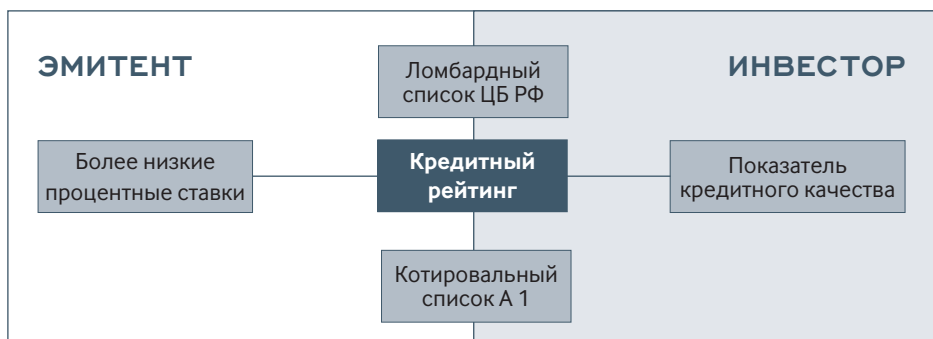 ЭМИТЕНТ
ИНВЕСТОР
Ломбардный
список ЦБ РФ
Более низкие
процентные ставки
Кредитный
рейтинг
Показатель
кредитного качества
Котировальный
список А 1